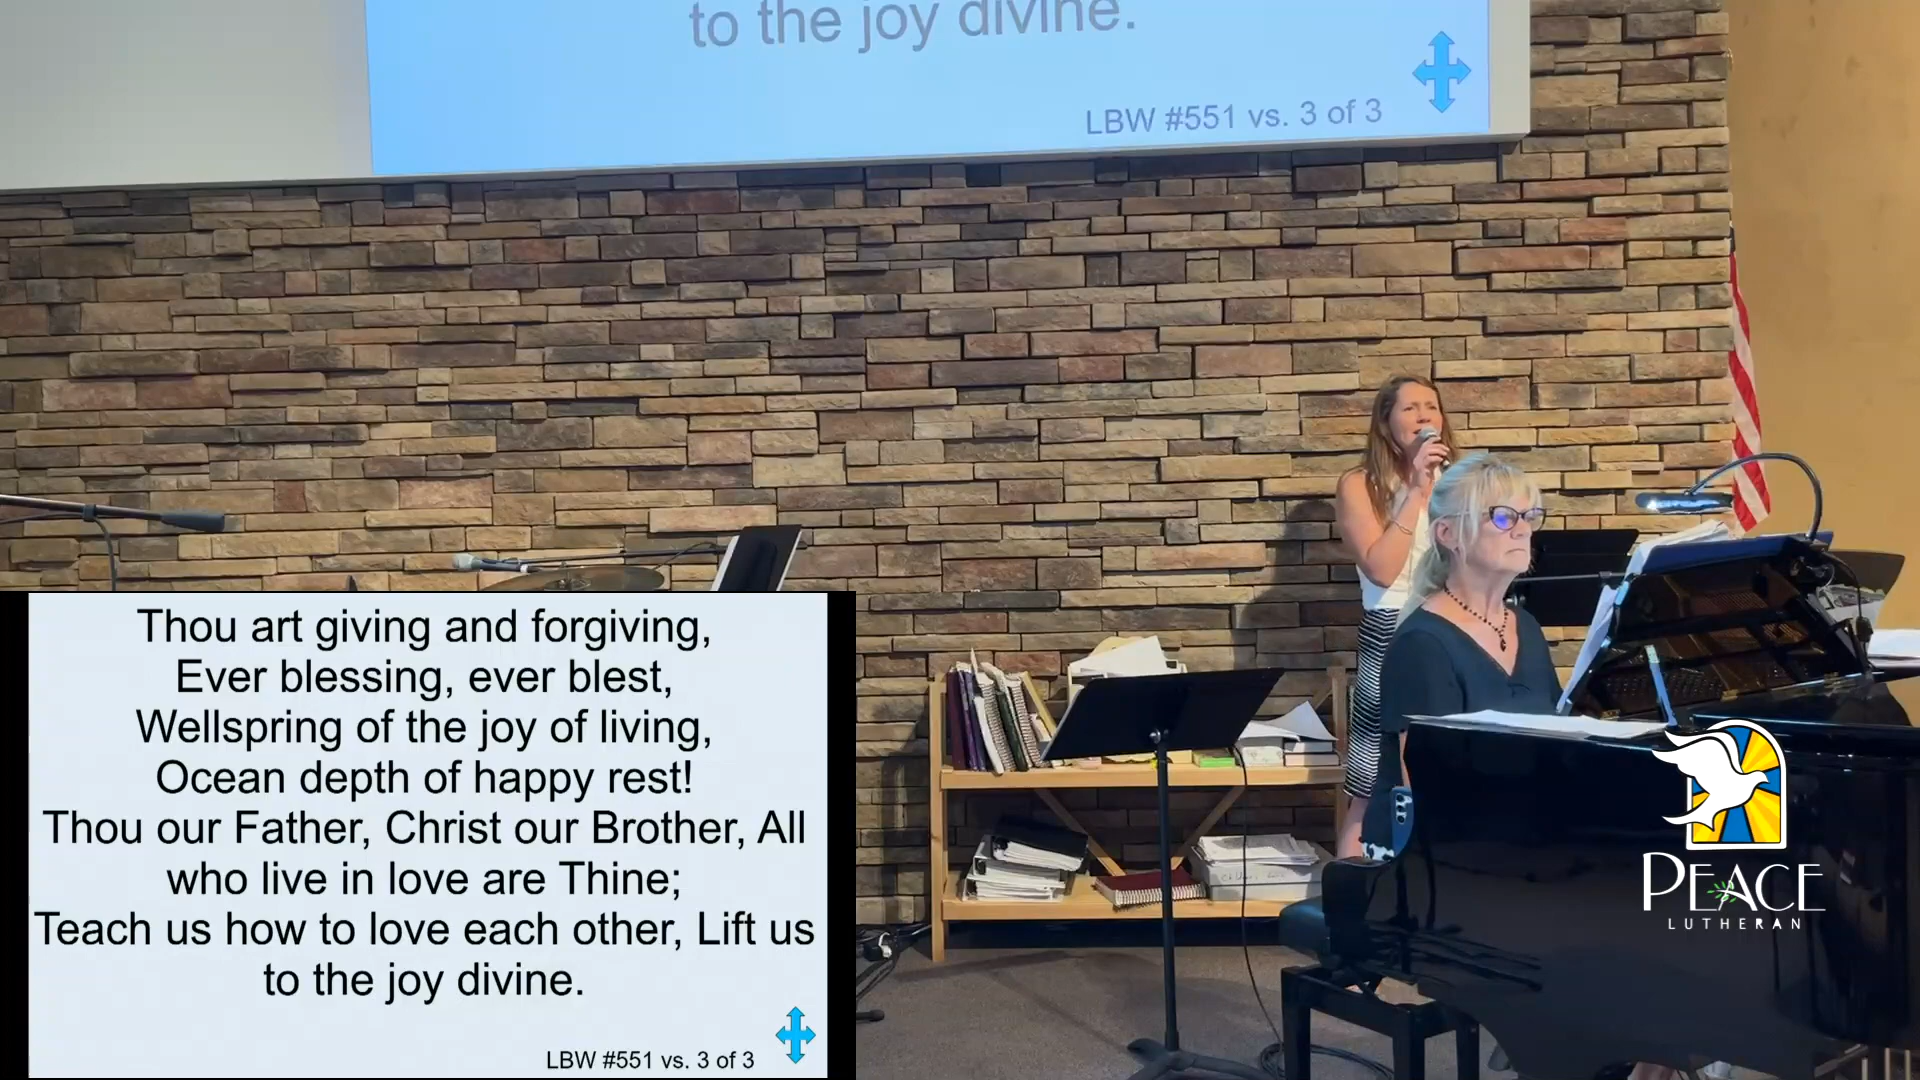 to the joy divine.
LBW #551 vs. 3 of 3
Thou art giving and forgiving,
Ever blessing, ever blest,
Wellspring of the joy of living,
Ocean depth of happy rest!
Thou our Father, Christ our Brother, All
who live in love are Thine;
Teach us how to love each other, Lift us
to the joy divine.
LBW #551 vs. 3 of 3
PEACE
LUTHERAN